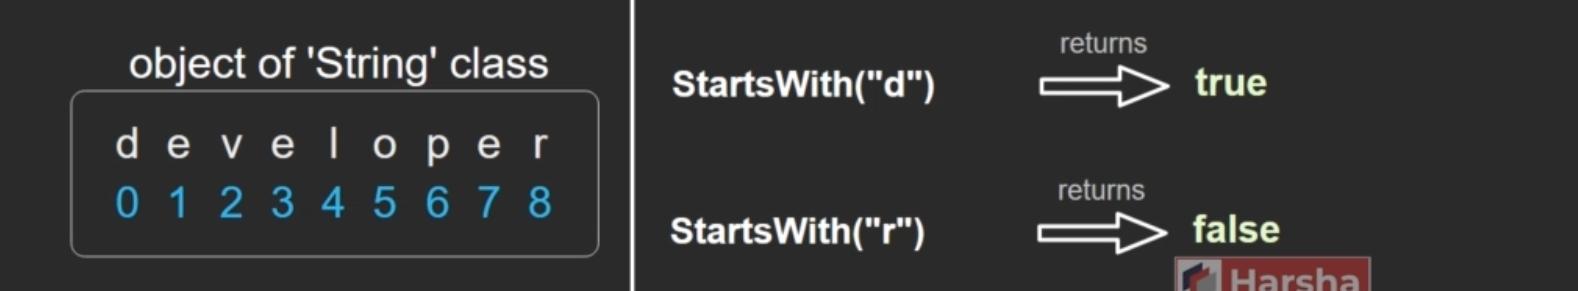 object of 'String' class
d e v e l o p e r
0 1 2 3 4 5 6 7 8
returns
StartsWith("d") true
returns
StartsWith("r") false
Harsha